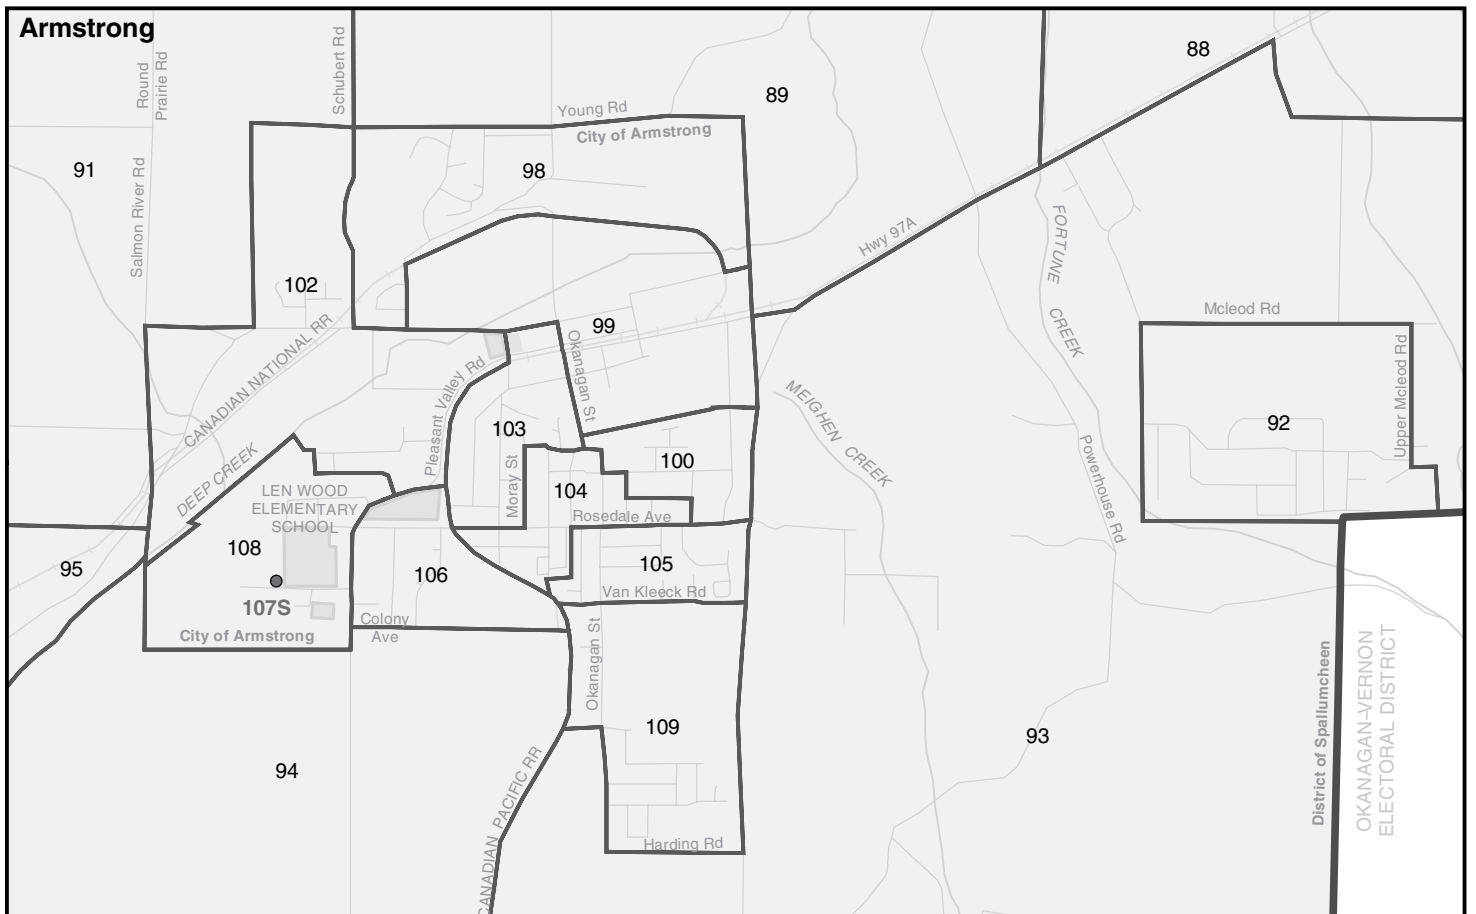 Armstrong
Round
Prairie Rd
Schubert Rd
88
89
Young Rd
City of Armstrong
91
98
Salmon River Rd
FORTUNE
CREEK
Hwy 97A
102
Mcleod Rd
CANADIAN NATIONAL RR
99
Okanagan St
Pleasant Valley Rd
Upper Mcleod Rd
MEIGHEN
CREEK
92
103
DEEP CREEK
100
Moray St
Powerhouse Rd
LEN WOOD
ELEMENTARY
SCHOOL
104
Rosedale Ave
108
95
106
105
Van Kleeck Rd
107S
Colony
Ave
City of Armstrong
Okanagan St
District of Spallumcheen
OKANAGAN–VERNON
ELECTORAL DISTRICT
109
93
94
CANADIAN PACIFIC RR
Harding Rd